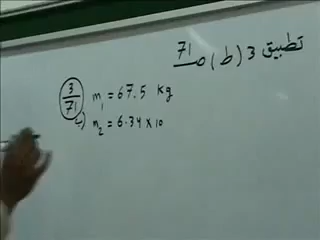 تطبيق 3 (ط) ص 71
3/71 m₁ = 67.5 kg
m₂ = 6.34 × 10